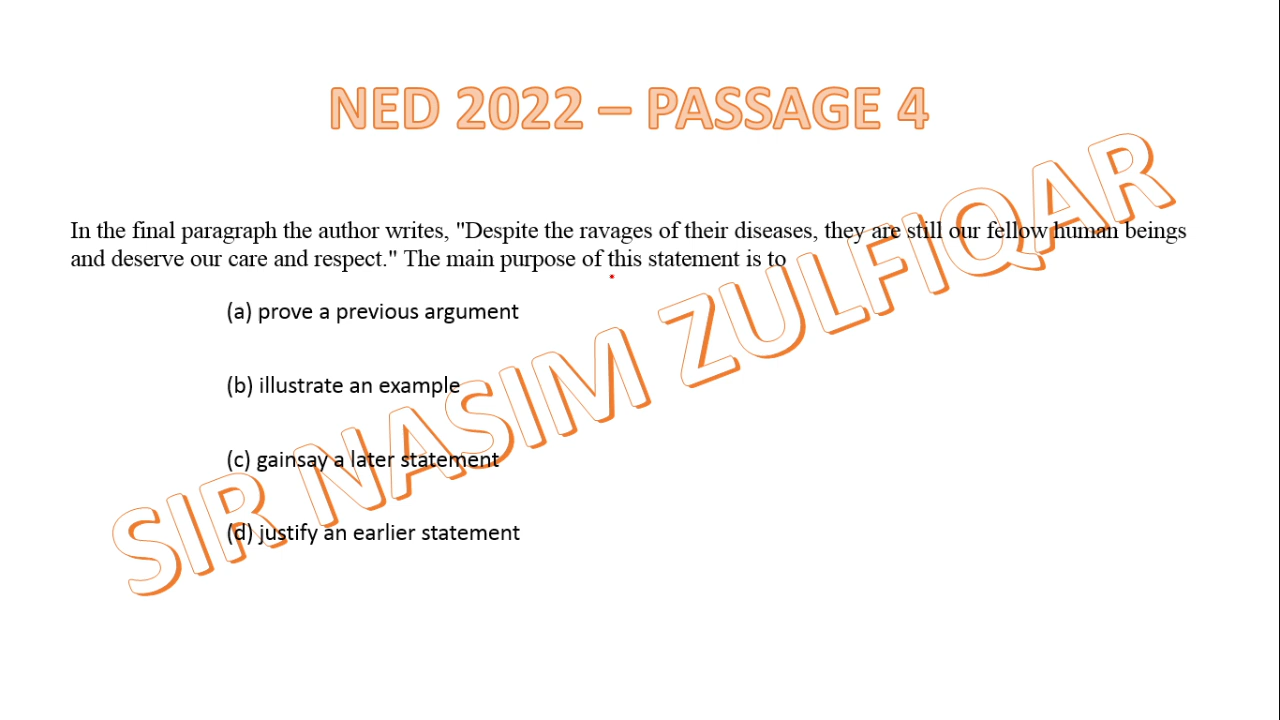 NED 2022 – PASSAGE 4
In the final paragraph the author writes, "Despite the ravages of their diseases, they are still our fellow human beings
and deserve our care and respect." The main purpose of this statement is to
(a) prove a previous argument
(b) illustrate an example
(c) gainsay a later statement
(d) justify an earlier statement
SIR NASIM ZULFIQAR